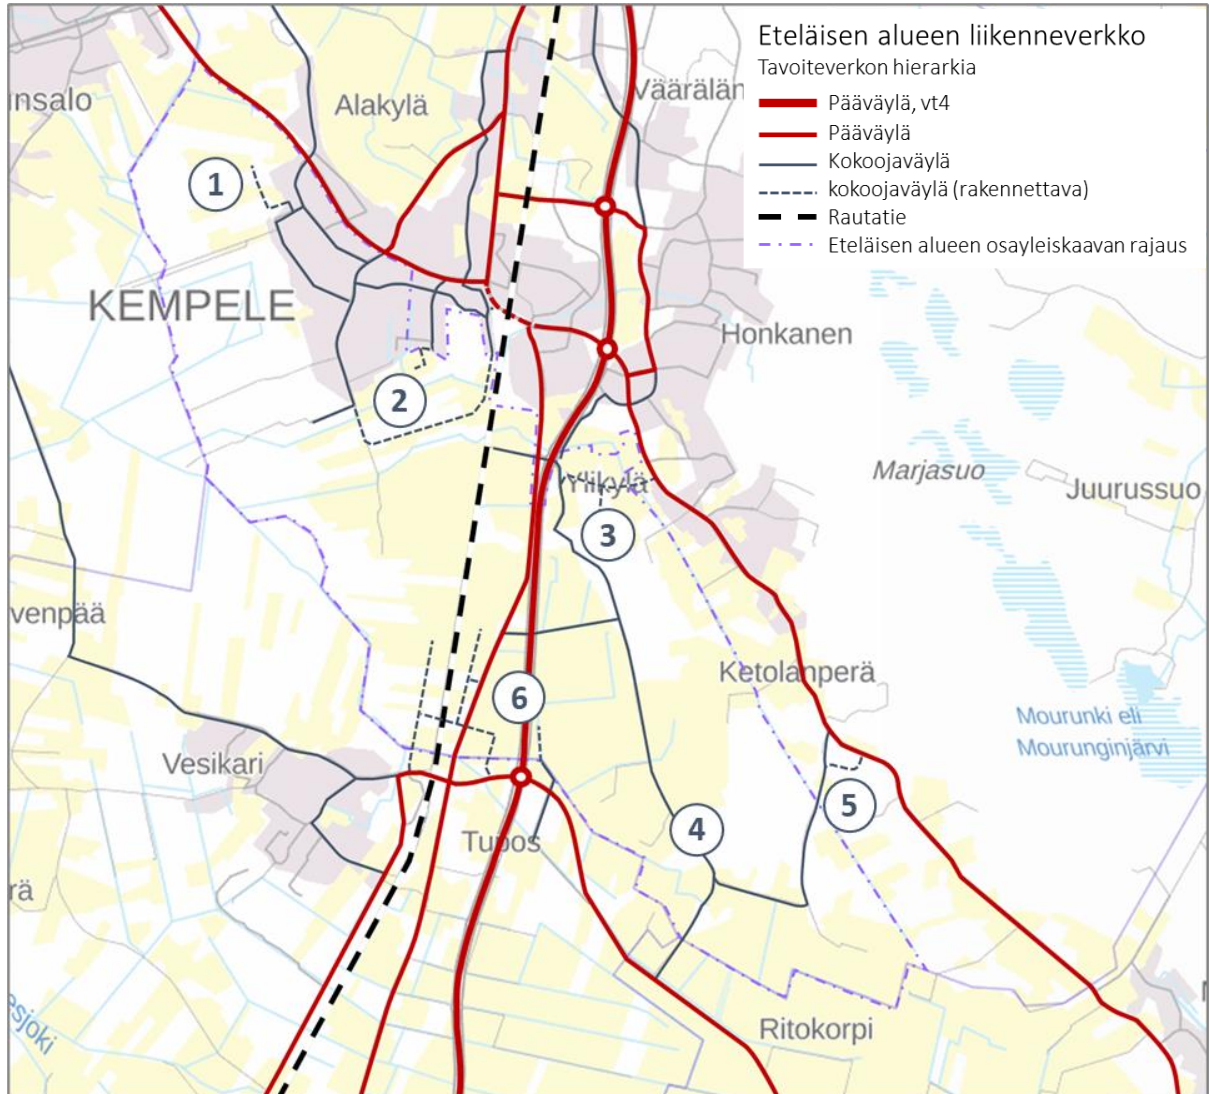 Eteläisen alueen liikenneverkko
Tavoiteverkon hierarkia
Pääväylä, vt4
Pääväylä
Kokoojaväylä
kokoojaväylä (rakennettava)
Rautatie
Eteläisen alueen osayleiskaavan rajaus
insalo
Alakylä
Väärälän
1
KEMPELE
Honkanen
2
Marjasuo
Juurussuo
Ylikylä
3
venpää
Ketolanperä
6
Mourunki eli
Mourunginjärvi
Vesikari
5
4
Tupos
rä
esjoki
Ritokorpi